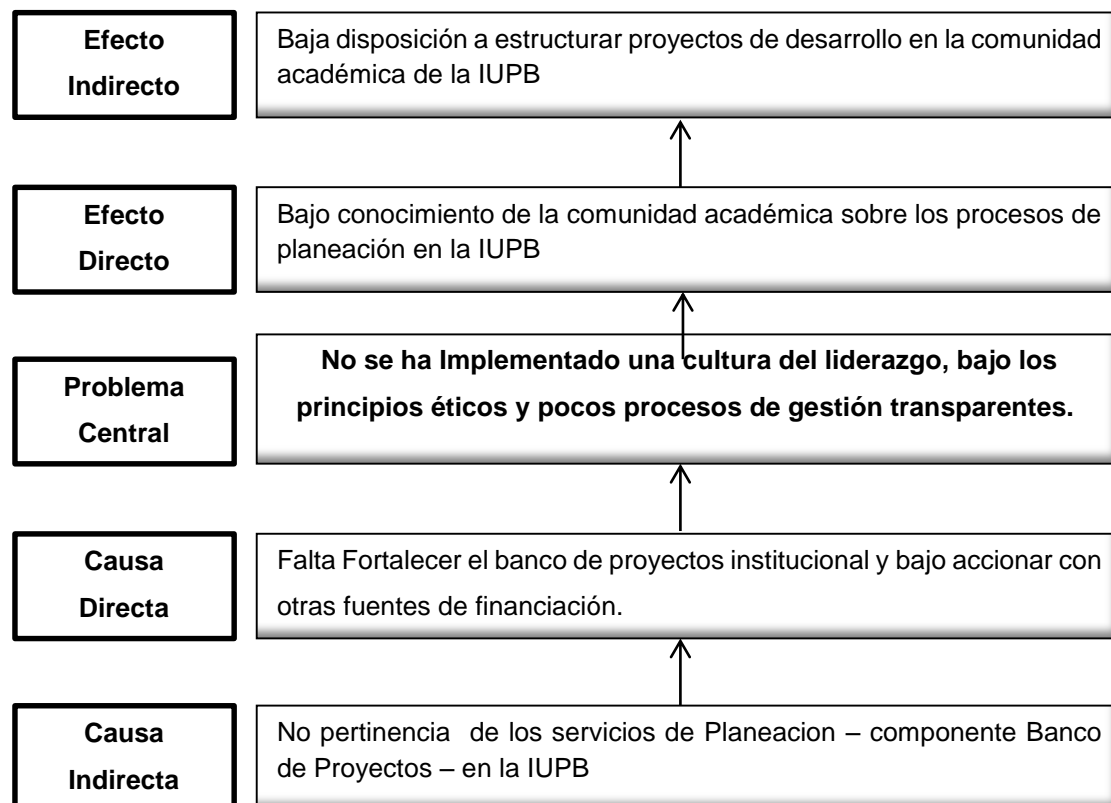 Efecto
Indirecto
Baja disposición a estructurar proyectos de desarrollo en la comunidad
académica de la IUPB
Efecto
Directo
Bajo conocimiento de la comunidad académica sobre los procesos de
planeación en la IUPB
Problema
Central
No se ha Implementado una cultura del liderazgo, bajo los
principios éticos y pocos procesos de gestión transparentes.
Causa
Directa
Falta Fortalecer el banco de proyectos institucional y bajo accionar con
otras fuentes de financiación.
Causa
Indirecta
No pertinencia de los servicios de Planeacion – componente Banco
de Proyectos – en la IUPB